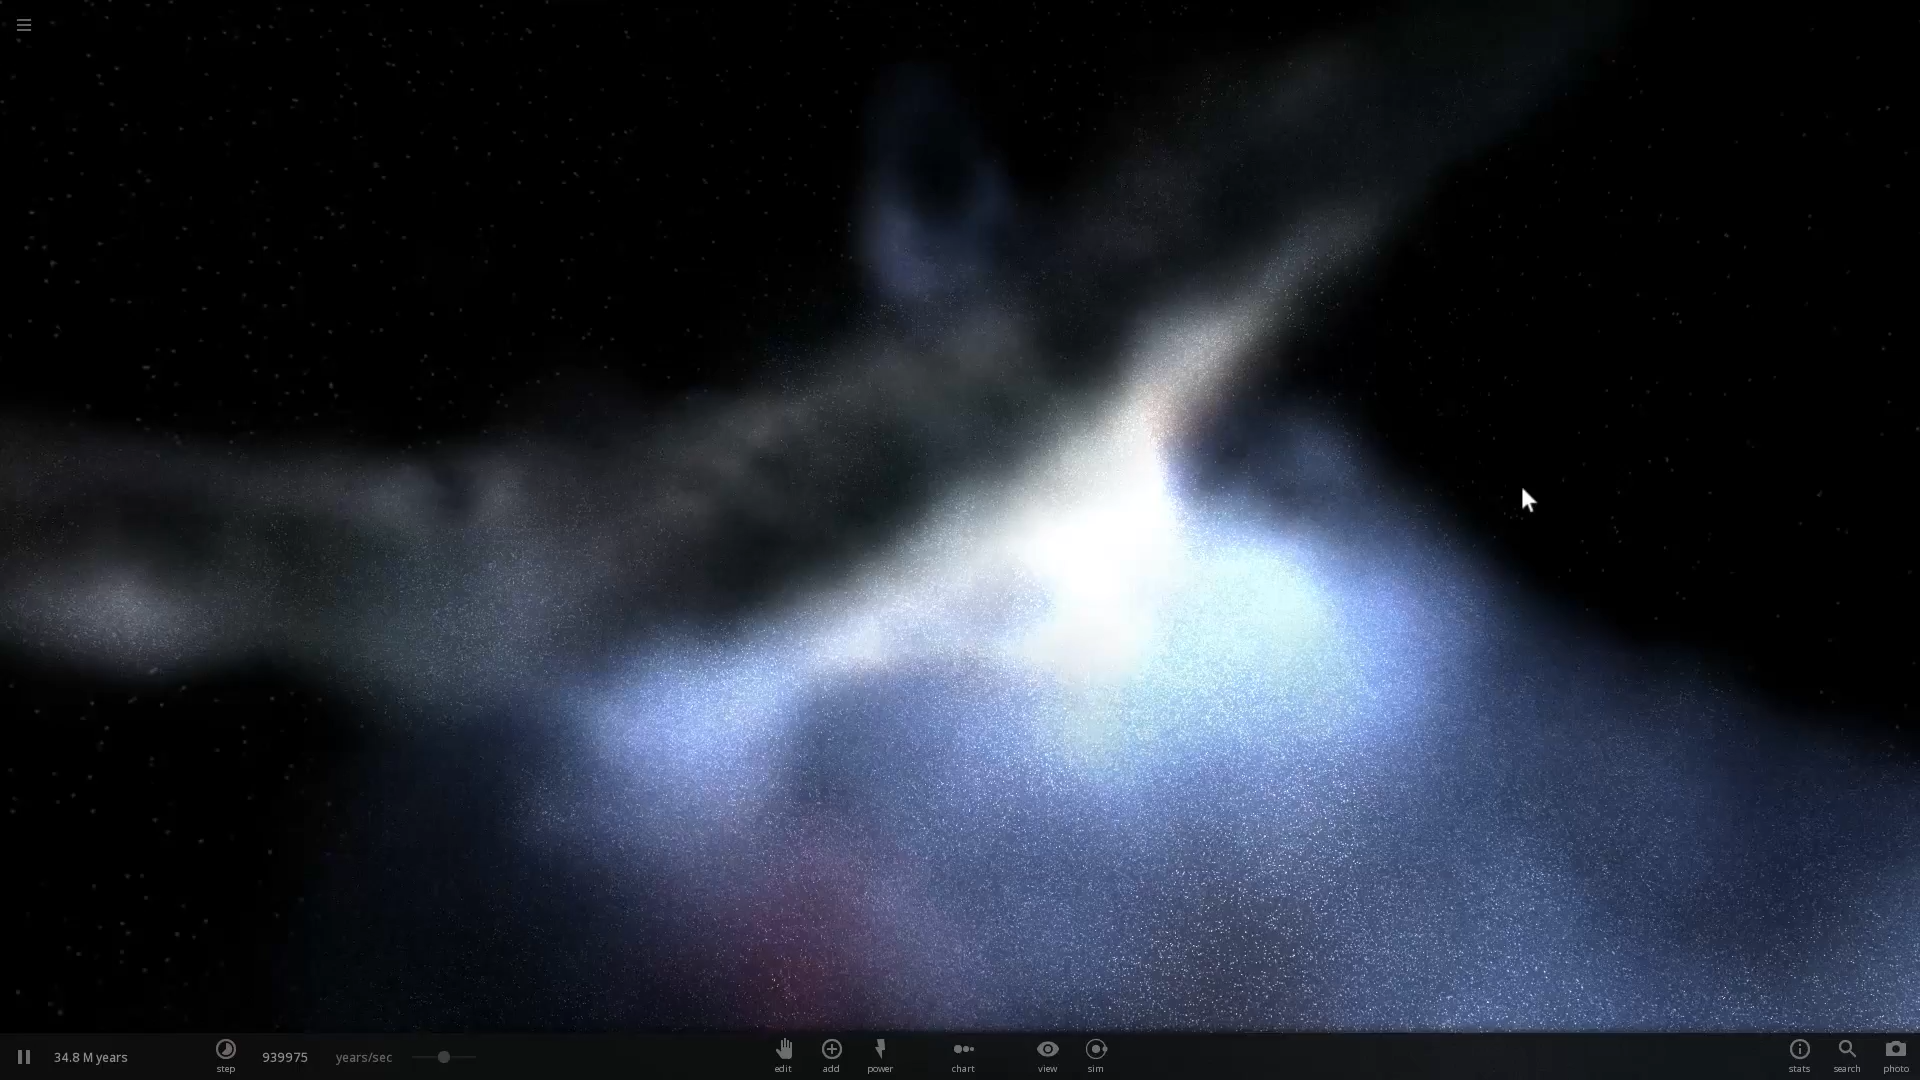 34.8 M years
step
939975 years/sec
edit
add
power
chart
view
sim
stats
search
photo